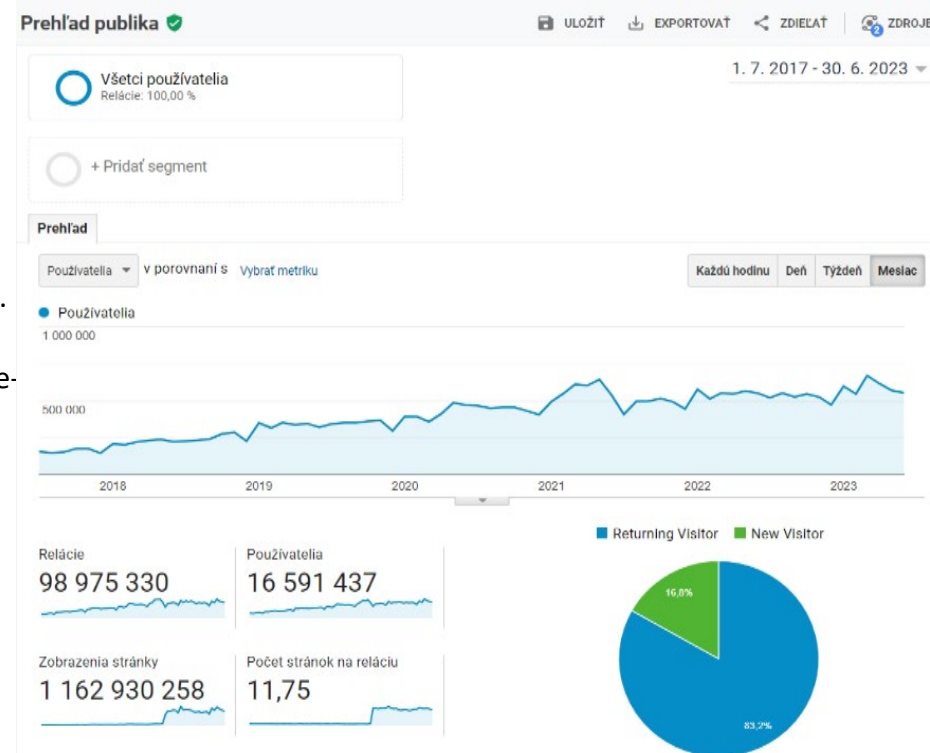 Prehľad publika
ULOŽIŤ EXPORTOVAŤ ZDIEĽAŤ 2 ZDROJE
Všetci používatelia
Relácie: 100,00 %
1. 7. 2017 - 30. 6. 2023
+ Pridať segment
Prehľad
Používatelia v porovnaní s Vybrať metriku
Každú hodinu Deň Týždeň Mesiac
.
Používatelia
1 000 000
e-
500 000
2018 2019 2020 2021 2022 2023
Returning Visitor New Visitor
Relácie
98 975 330
Používatelia
16 591 437
Zobrazenia stránky
1 162 930 258
Počet stránok na reláciu
11,75
16,8%
83,2%